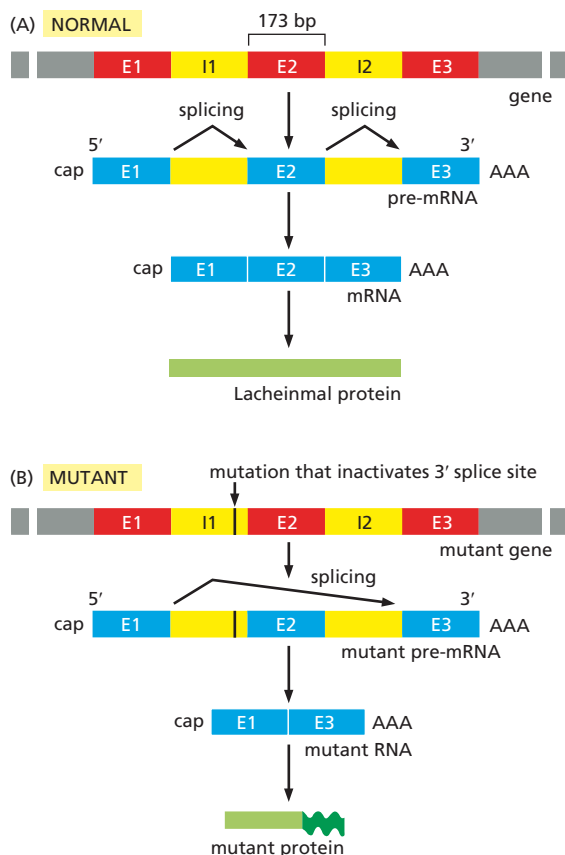 (A) NORMAL
173 bp
E1 I1 E2 I2 E3
gene
splicing splicing
5′ 3′
cap E1 E2 E3 AAA
pre-mRNA
cap E1 E2 E3 AAA
mRNA
Lacheinmal protein
(B) MUTANT
mutation that inactivates 3′ splice site
E1 I1 E2 I2 E3
mutant gene
splicing
5′ 3′
cap E1 E2 E3 AAA
mutant pre-mRNA
cap E1 E3 AAA
mutant RNA
mutant protein